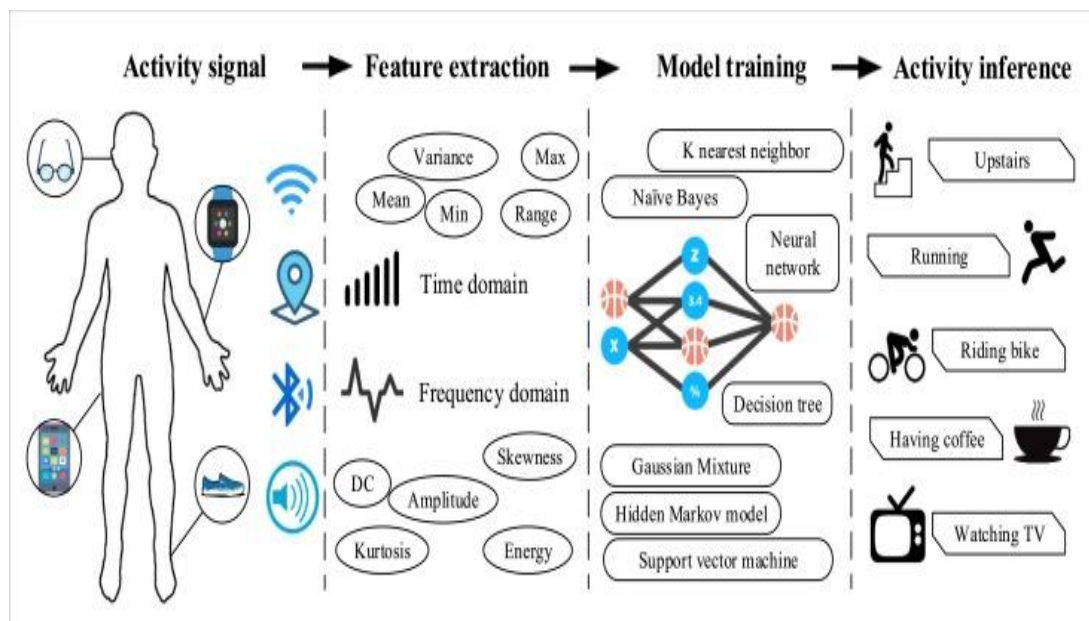 Activity signal
Feature extraction
Model training
Activity inference
Variance
Max
Mean
Min
Range
Time domain
Frequency domain
Skewness
DC
Amplitude
Kurtosis
Energy
K nearest neighbor
Naïve Bayes
Neural
network
Z
3.4
X
%
Decision tree
Gaussian Mixture
Hidden Markov model
Support vector machine
Upstairs
Running
Riding bike
Having coffee
Watching TV